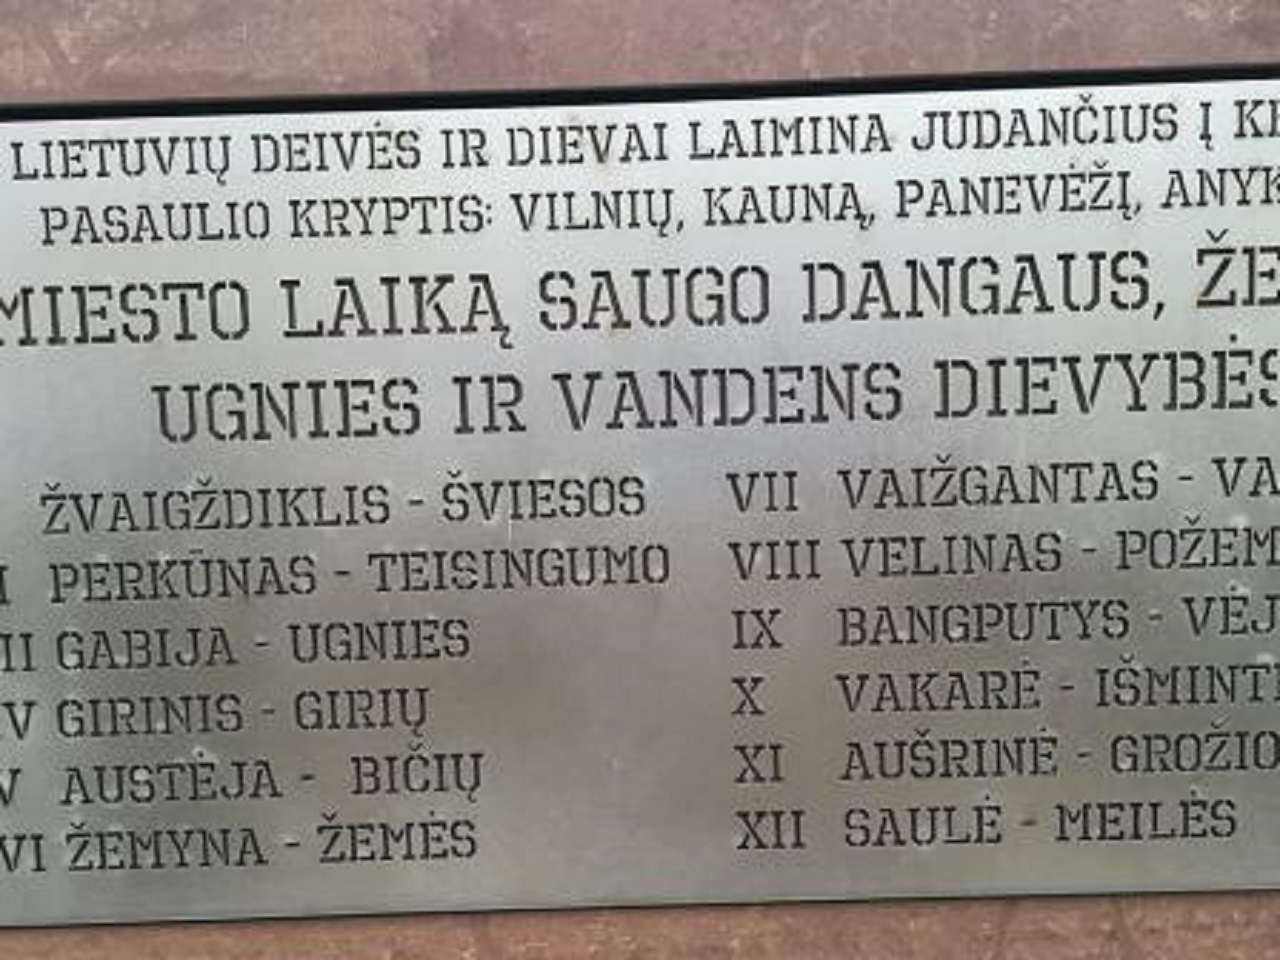 LIETUVIŲ DEIVĖS IR DIEVAI LAIMINA JUDANČIUS Į
PASAULIO KRYPTIS: VILNIŲ, KAUNĄ, PANEVĖŽĮ,
MIESTO LAIKĄ SAUGO DANGAUS,
UGNIES IR VANDENS DIEVYBĖS
ŽVAIGŽDIKLIS - ŠVIESOS
PERKŪNAS - TEISINGUMO
GABIJA - UGNIES
GIRINIS - GIRIŲ
AUSTĖJA - BIČIŲ
VI ŽEMYNA - ŽEMĖS
VII VAIŽGANTAS -
VIII VELINAS -
IX BANGPUTYS -
X VAKARĖ -
XI AUŠRINĖ - GROŽIO
XII SAULĖ - MEILĖS